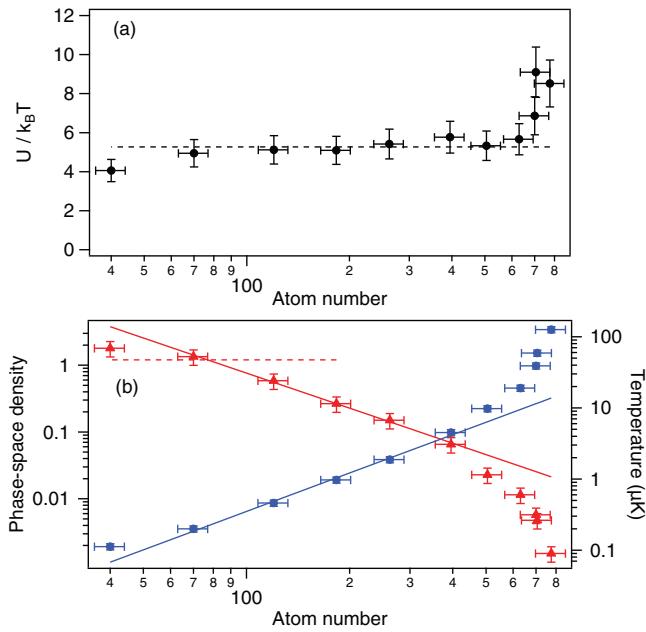 12
(a)
10
8
6
4
2
0
U / kBT
4 5 6 7 8 9 100 2 3 4 5 6 7 8
Atom number
1
0.1
0.01
Phase-space density
(b)
100
10
1
0.1
Temperature (μK)
4 5 6 7 8 9 100 2 3 4 5 6 7 8
Atom number